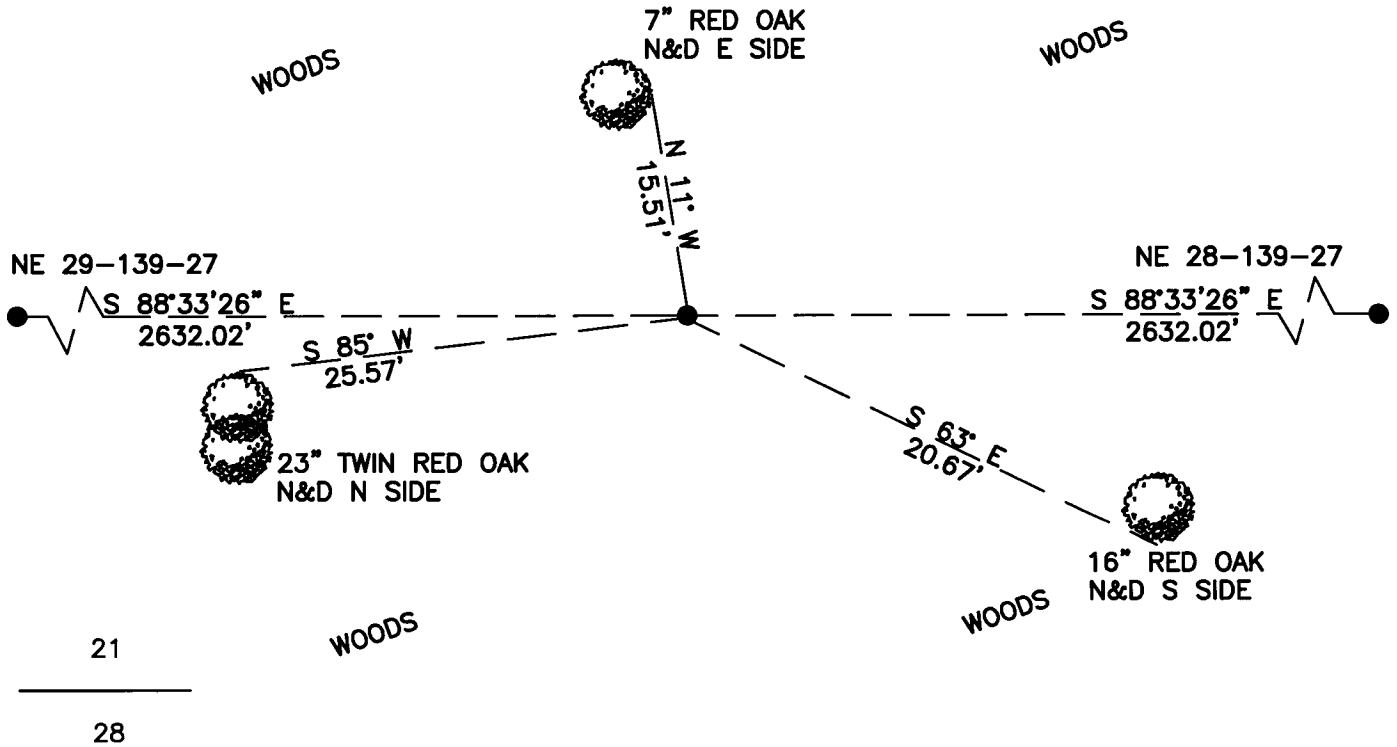 7" RED OAK
N&D E SIDE
WOODS
WOODS
N 11° W
15.51'
NE 29-139-27
S 88°33'26" E
2632.02'
NE 28-139-27
S 88°33'26" E
2632.02'
S 85° W
25.57'
S 63° E
20.67'
23" TWIN RED OAK
N&D N SIDE
16" RED OAK
N&D S SIDE
WOODS
WOODS
21
28